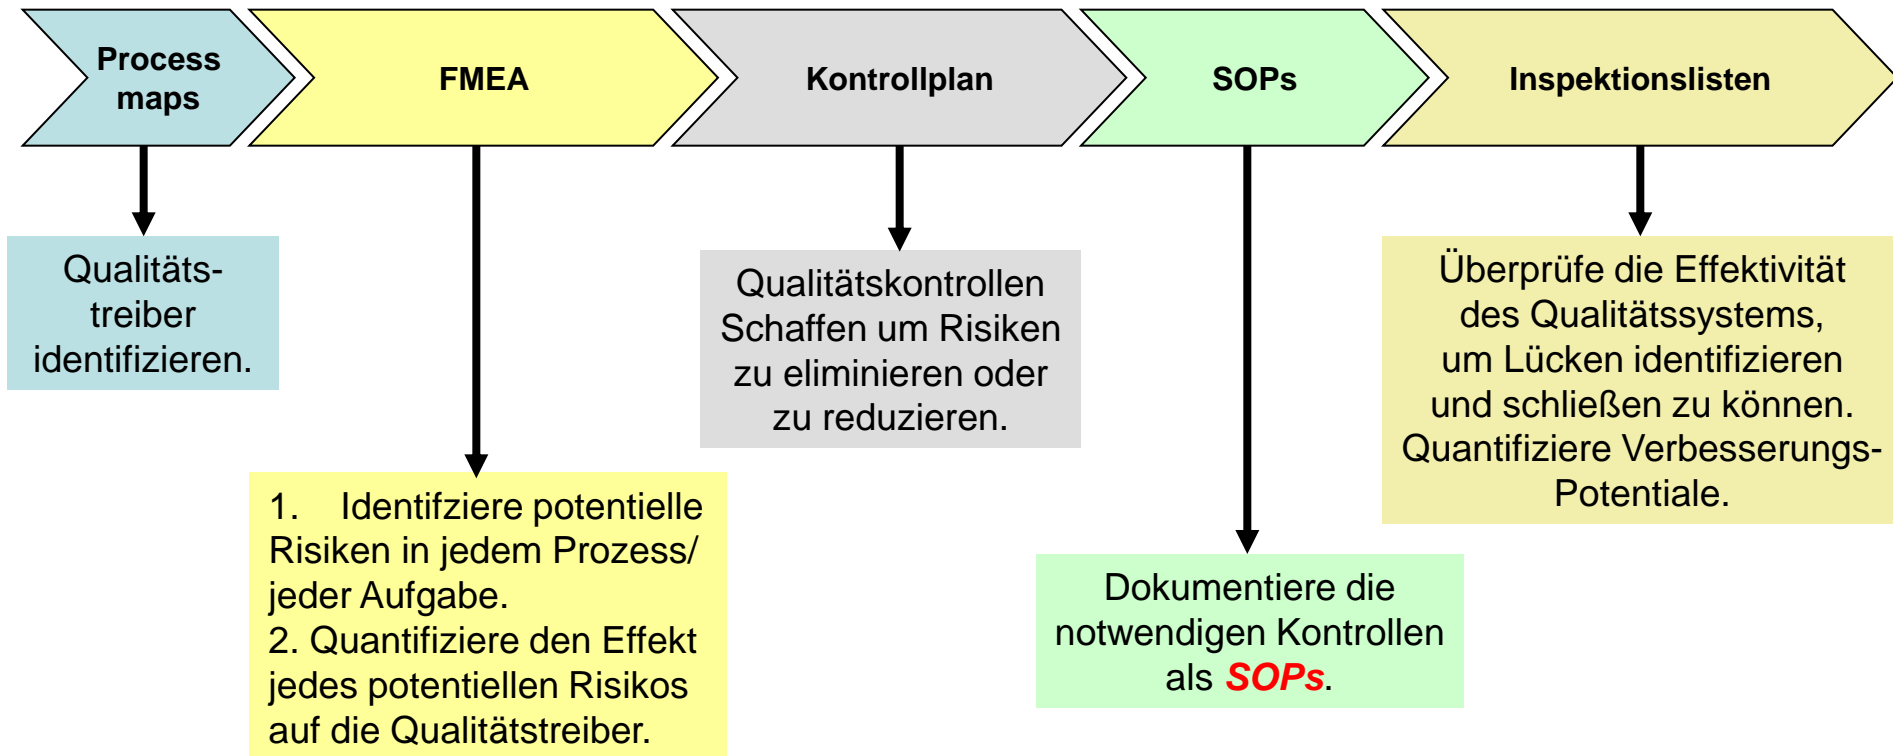 Process
maps
FMEA
Kontrollplan
SOPs
Inspektionslisten
Qualitäts-
treiber
identifizieren.
1. Identifziere potentielle
Risiken in jedem Prozess/
jeder Aufgabe.
2. Quantifiziere den Effekt
jedes potentiellen Risikos
auf die Qualitätstreiber.
Qualitätskontrollen
Schaffen um Risiken
zu eliminieren oder
zu reduzieren.
Dokumentiere die
notwendigen Kontrollen
als SOPs.
Überprüfe die Effektivität
des Qualitätssystems,
um Lücken identifizieren
und schließen zu können.
Quantifiziere Verbesserungs-
Potentiale.